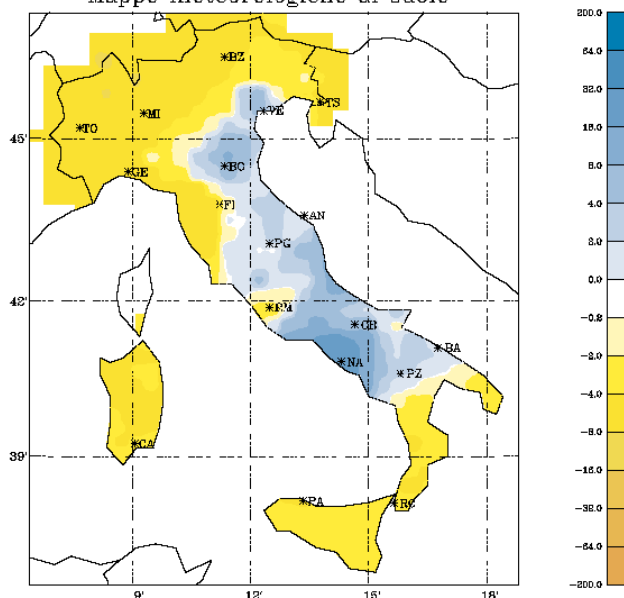 200.0
64.0
32.0
16.0
8.0
4.0
2.0
0.0
-0.8
-2.0
-4.0
-8.0
-16.0
-32.0
-64.0
-200.0
*BZ
*MI
*VE
*TS
*TO
45'
*BO
*GE
*FI
*AN
*PG
42'
*RM
*CB
*NA
*BA
*PZ
39'
*CA
*PA
*RC
9'
12'
15'
18'